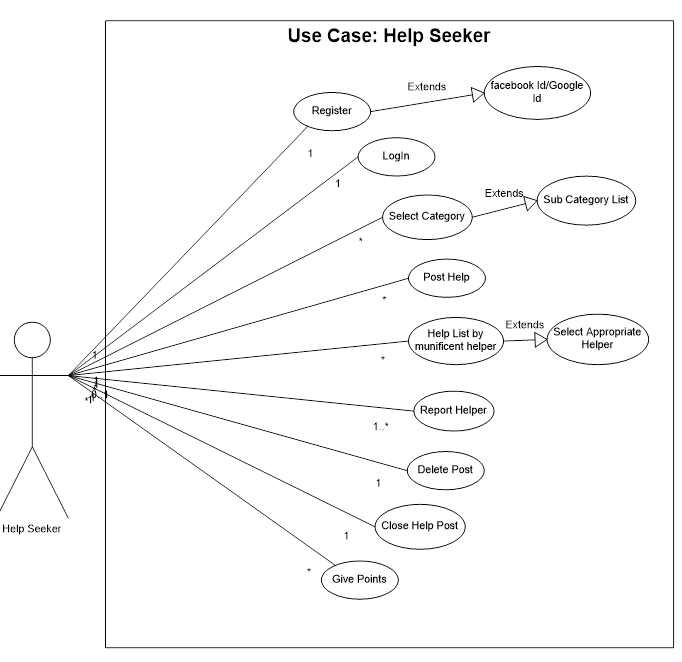 Use Case: Help Seeker
Extends
facebook Id/Google
Id
Register
1
LogIn
1
Extends
Sub Category List
Select Category
*
Post Help
*
Extends
Help List by
munificent helper
Select Appropriate
Helper
*
1
Report Helper
1..*
Delete Post
1
Close Help Post
1
Help Seeker
Give Points
*